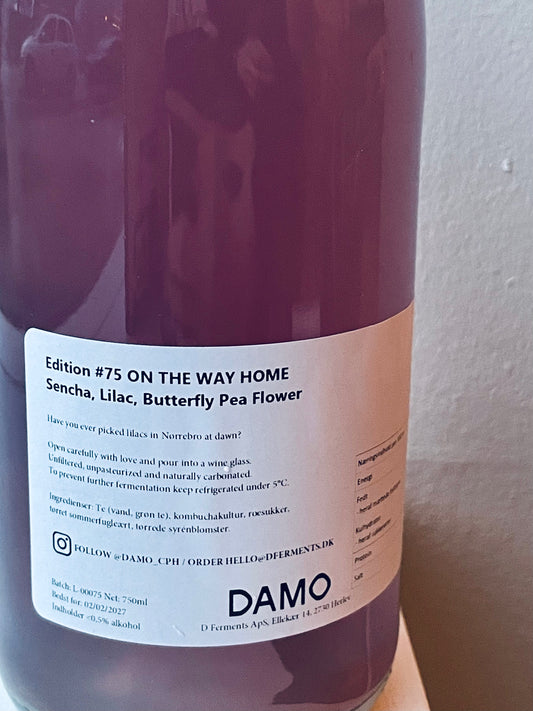 Edition #75 ON THE WAY HOME
Sencha, Lilac, Butterfly Pea Flower
Have you ever picked lilacs in Nørrebro at dawn?
Open carefully with love and pour into a wine glass.
Unfiltered, unpasteurized and naturally carbonated.
To prevent further fermentation keep refrigerated under 5°C.
Ingredienser: Te (vand, grøn te), kombuchakultur, roesukker,
tørret sommerfugleært, tørrede syrénblomster.
FOLLOW @DAMO_CPH / ORDER HELLO@DFERMENTS.DK
Batch: L-00075 Net: 750ml
Bedst før: 02/02/2027
Indholder <0,5% alkohol
DAMO
D Ferments ApS, Ellekær 14, 2730 Herlev
Energi
Fedt
Kulhydrater
Protein
Salt